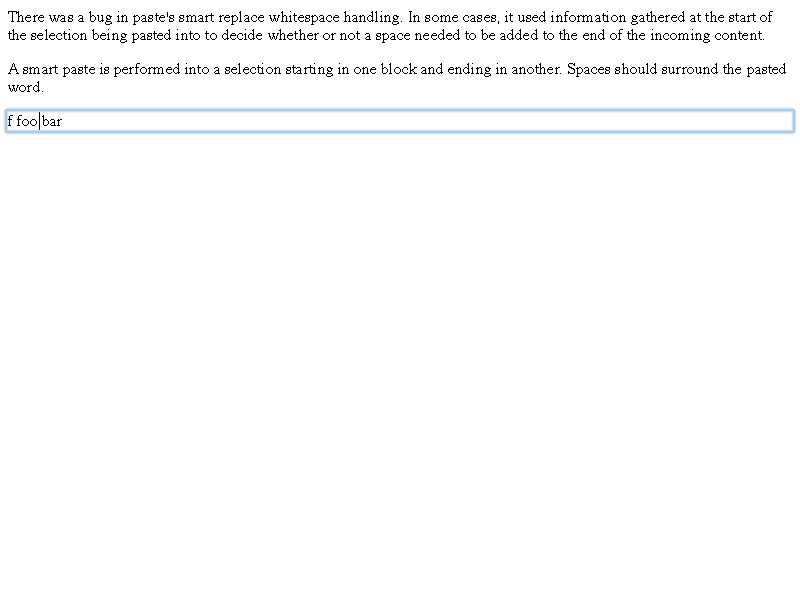 There was a bug in paste's smart replace whitespace handling. In some cases, it used information gathered at the start of
the selection being pasted into to decide whether or not a space needed to be added to the end of the incoming content.
A smart paste is performed into a selection starting in one block and ending in another. Spaces should surround the pasted
word.
f foo bar